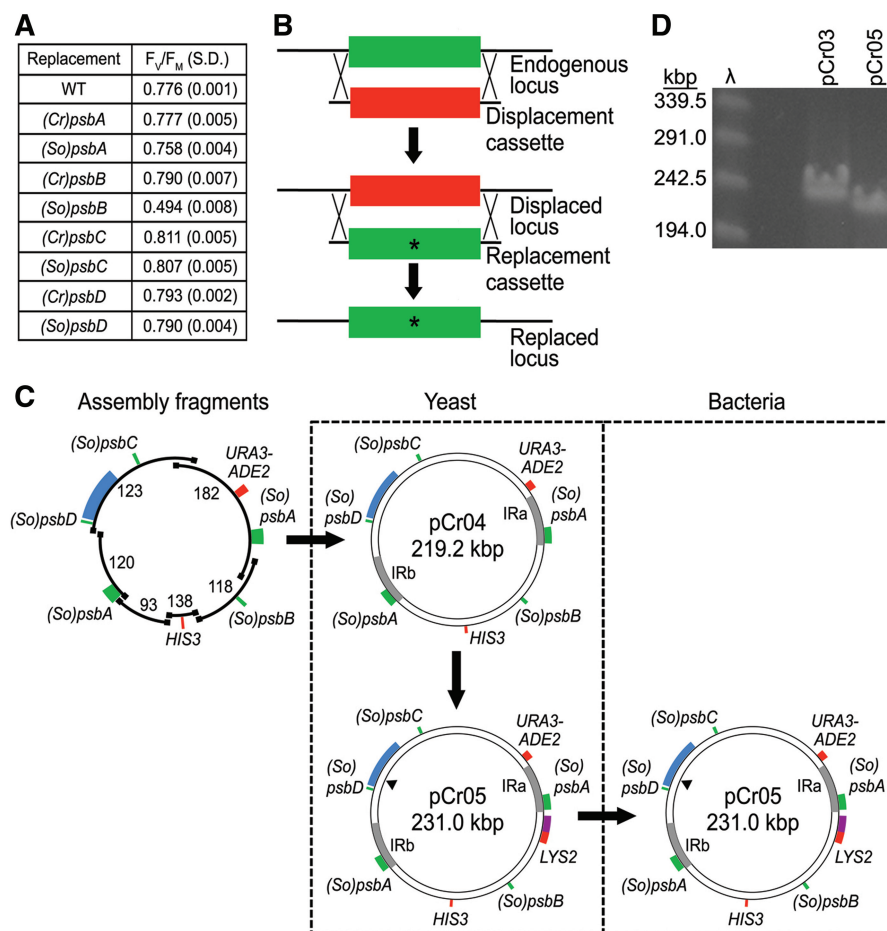 A
Replacement FV/FM (S.D.)
WT 0.776 (0.001)
(Cr)psbA 0.777 (0.005)
(So)psbA 0.758 (0.004)
(Cr)psbB 0.790 (0.007)
(So)psbB 0.494 (0.008)
(Cr)psbC 0.811 (0.005)
(So)psbC 0.807 (0.005)
(Cr)psbD 0.793 (0.002)
(So)psbD 0.790 (0.004)
B
Endogenous
locus
Displacement
cassette
Displaced
locus
*
Replacement
cassette
*
Replaced
locus
D
kbp λ pCr03 pCr05
339.5
291.0
242.5
194.0
C
Assembly fragments
(So)psbC
URA3-
ADE2
123
182
(So)
psbA
(So)psbD
120
118
93
138
(So)psbA
(So)psbB
HIS3
Yeast
(So)psbC
URA3-
ADE2
(So)
psbD
IRa
(So)
psbA
pCr04
219.2 kbp
IRb
(So)psbA
(So)psbB
HIS3
(So)psbC
URA3-
ADE2
(So)
psbD
IRa
(So)
psbA
pCr05
231.0 kbp
IRb
LYS2
(So)psbA
(So)psbB
HIS3
Bacteria
(So)psbC
URA3-
ADE2
(So)
psbD
IRa
(So)
psbA
pCr05
231.0 kbp
IRb
LYS2
(So)psbA
(So)psbB
HIS3